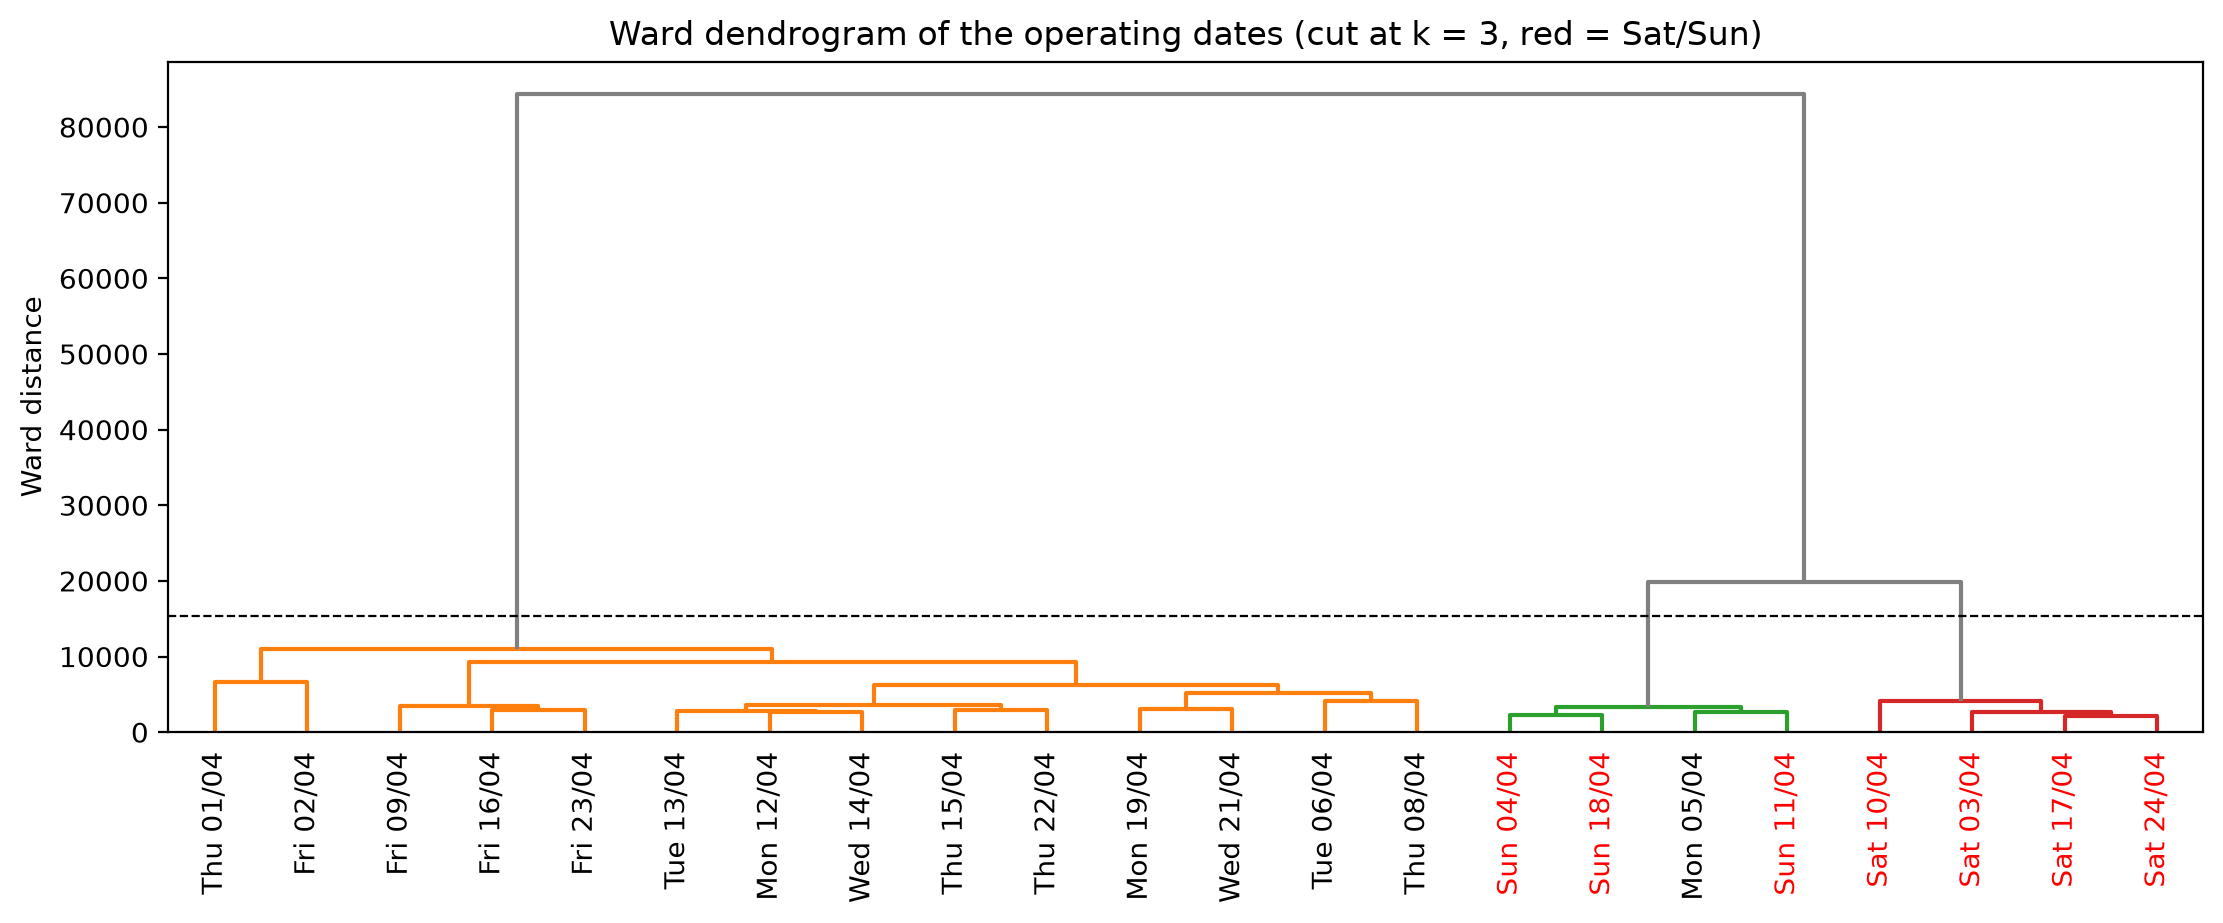 Ward dendrogram of the operating dates (cut at k = 3, red = Sat/Sun)
Ward distance
80000
70000
60000
50000
40000
30000
20000
10000
0
Thu 01/04
Fri 02/04
Fri 09/04
Fri 16/04
Fri 23/04
Tue 13/04
Mon 12/04
Wed 14/04
Thu 15/04
Thu 22/04
Mon 19/04
Wed 21/04
Tue 06/04
Thu 08/04
Sun 04/04
Sun 18/04
Mon 05/04
Sun 11/04
Sat 10/04
Sat 03/04
Sat 17/04
Sat 24/04